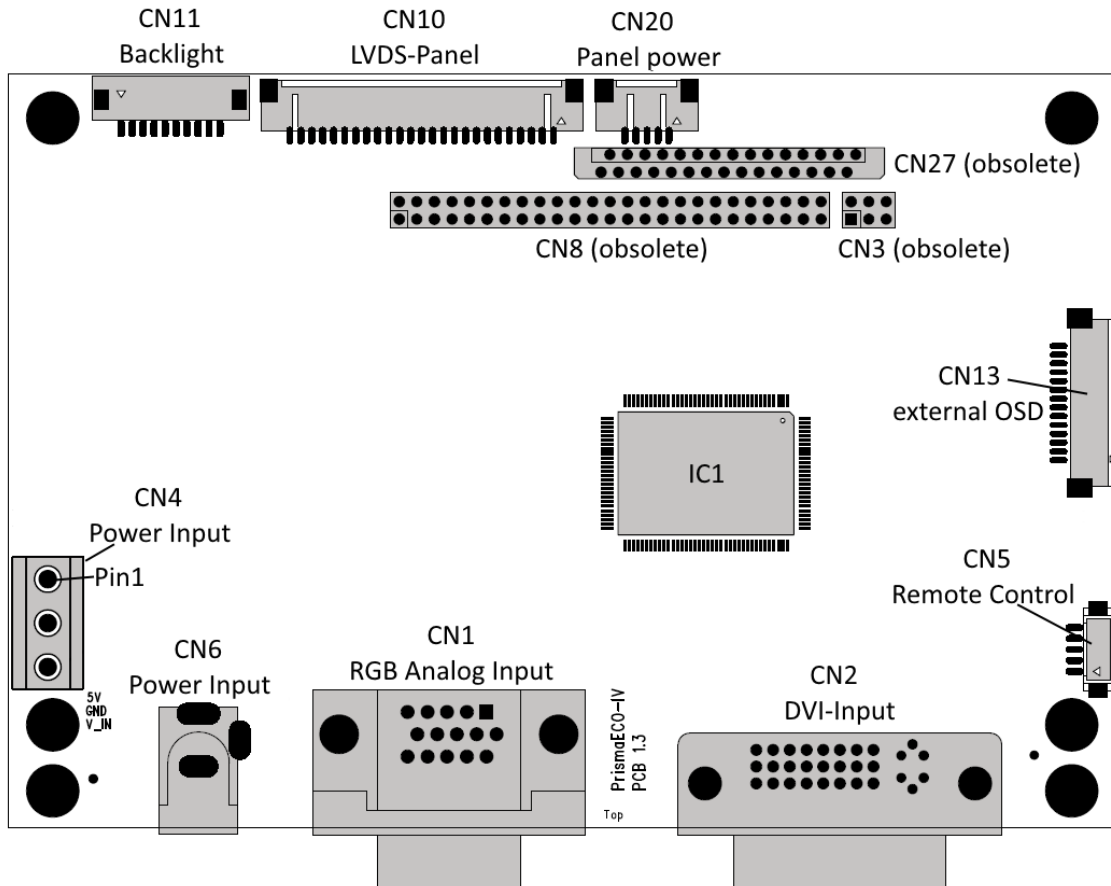 CN11
Backlight
CN10
LVDS-Panel
CN20
Panel power
CN27 (obsolete)
CN8 (obsolete)
CN3 (obsolete)
CN13
external OSD
IC1
CN4
Power Input
Pin1
CN5
Remote Control
CN6
Power Input
CN1
RGB Analog Input
CN2
DVI-Input
5V
GND
V_IN
PrismaECO-IV
PCB 1.3
Top